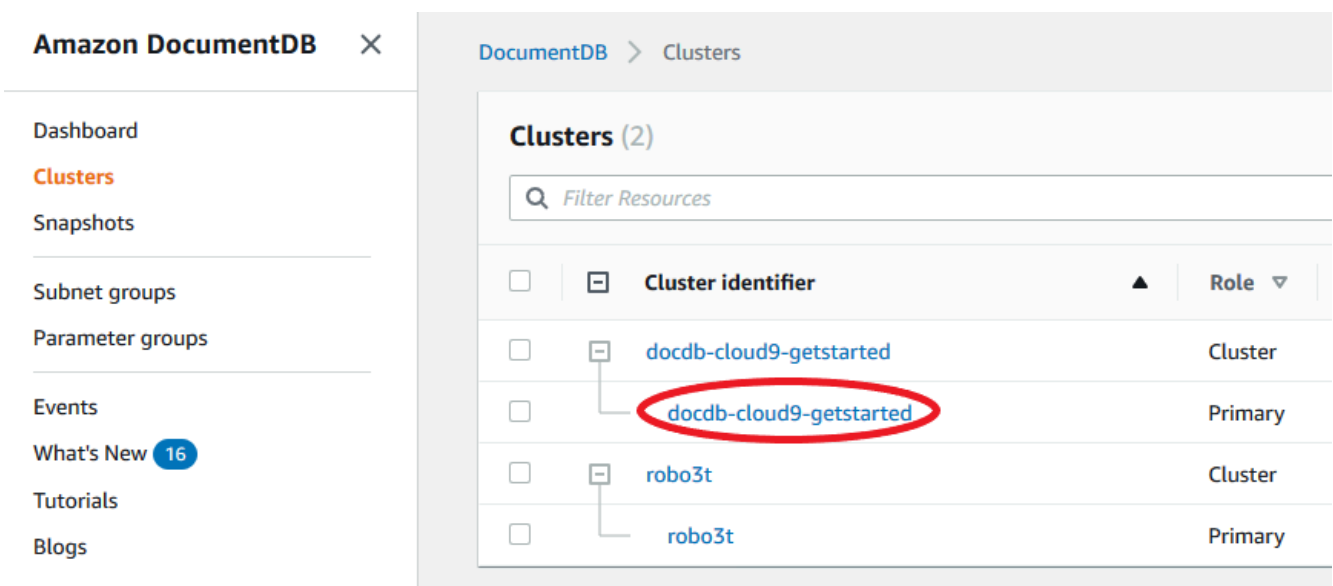 Amazon DocumentDB
Dashboard
Clusters
Snapshots
Subnet groups
Parameter groups
Events
What's New 16
Tutorials
Blogs
DocumentDB > Clusters
Clusters (2)
Filter Resources
Cluster identifier Role
docdb-cloud9-getstarted Cluster
docdb-cloud9-getstarted Primary
robo3t Cluster
robo3t Primary